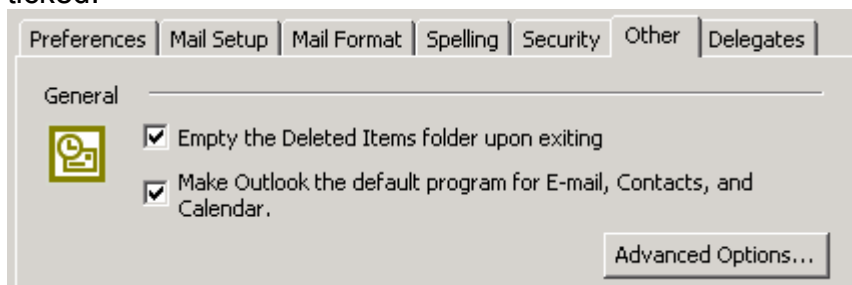 ticked.
Preferences Mail Setup Mail Format Spelling Security Other Delegates
General
Empty the Deleted Items folder upon exiting
Make Outlook the default program for E-mail, Contacts, and
Calendar.
Advanced Options...